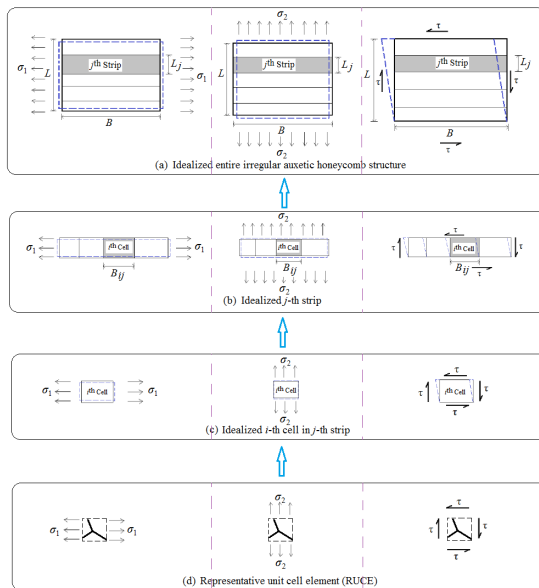 σ2
σ1 L jth Strip Lj σ1
B
L jth Strip Lj
B
σ2
τ
L jth Strip Lj
τ τ
B
τ
(a) Idealized entire irregular auxetic honeycomb structure
σ1 ith Cell σ1
Bij
σ2
ith Cell
Bij
σ2
τ
τ ith Cell τ
Bij τ
(b) Idealized j-th strip
σ1 ith Cell σ1
σ2
ith Cell
σ2
τ
τ ith Cell τ
τ
(c) Idealized i-th cell in j-th strip
σ1 σ1
σ2
σ2
τ
τ τ
τ
(d) Representative unit cell element (RUCE)